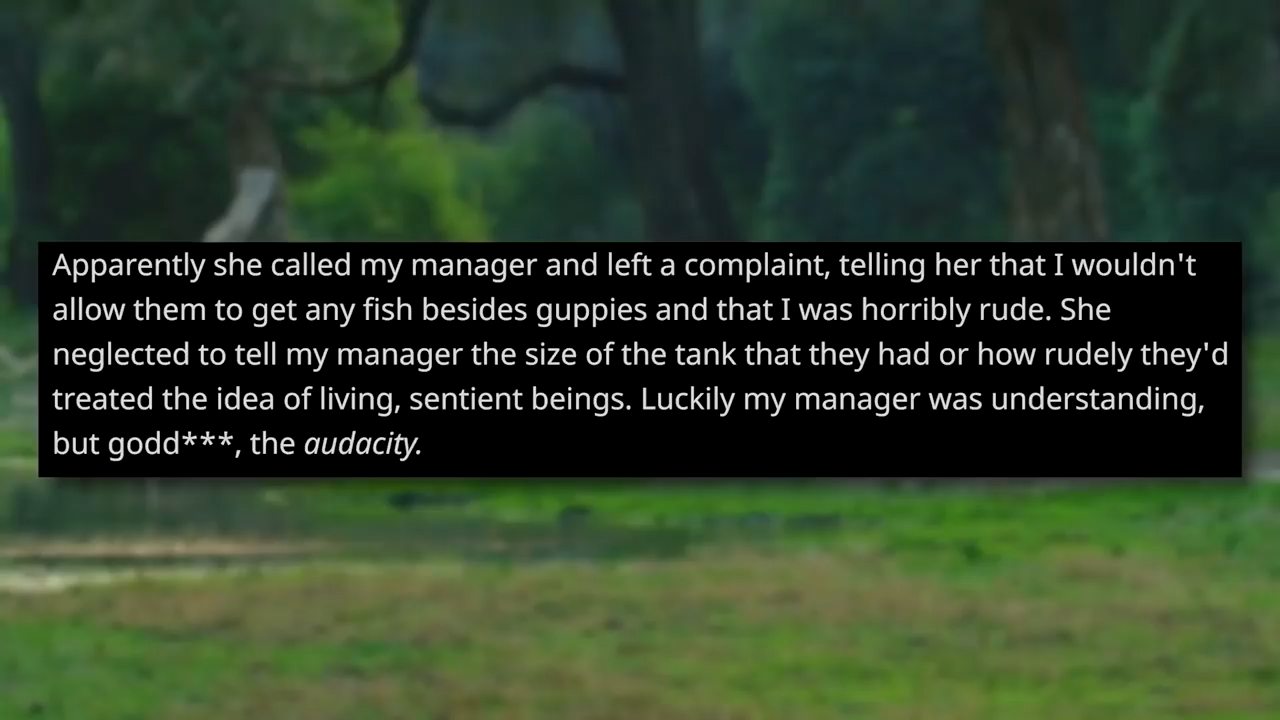 Apparently she called my manager and left a complaint, telling her that I wouldn't
allow them to get any fish besides guppies and that I was horribly rude. She
neglected to tell my manager the size of the tank that they had or how rudely they'd
treated the idea of living, sentient beings. Luckily my manager was understanding,
but godd***, the audacity.